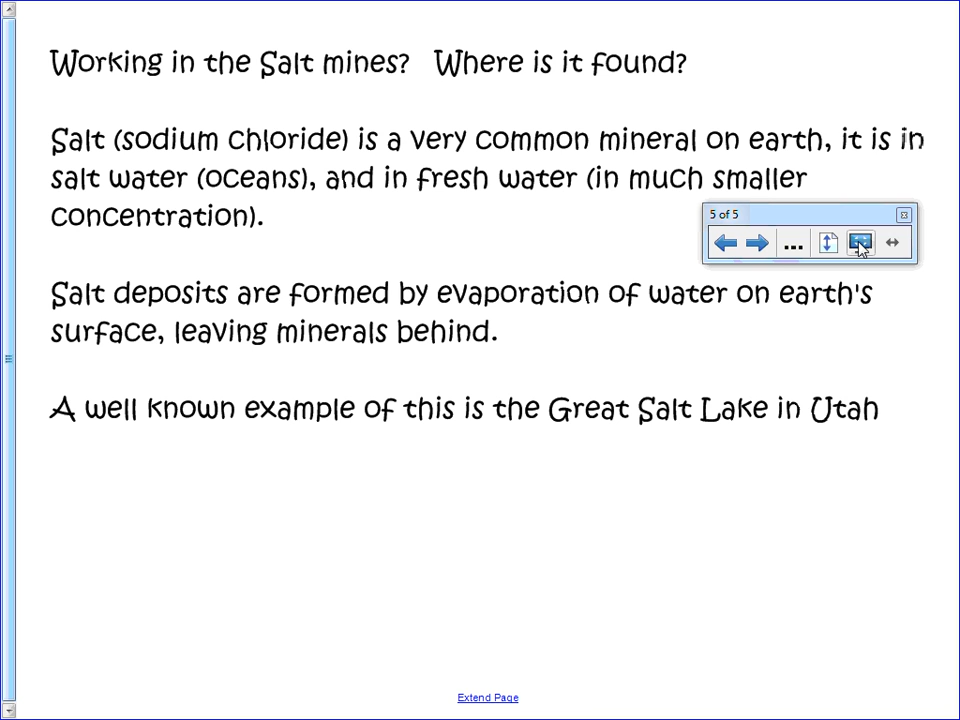 Working in the Salt mines? Where is it found?
Salt (sodium chloride) is a very common mineral on earth, it is in
salt water (oceans), and in fresh water (in much smaller
concentration).
5 of 5
...
Salt deposits are formed by evaporation of water on earth's
surface, leaving minerals behind.
A well known example of this is the Great Salt Lake in Utah
Extend Page